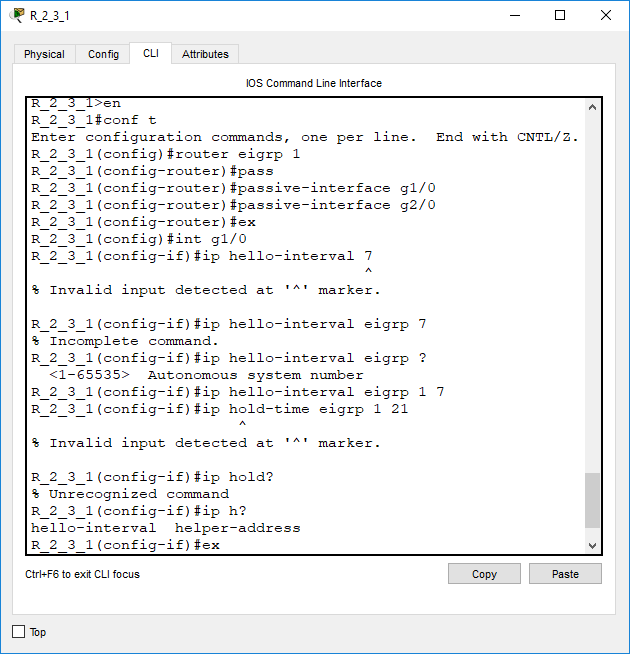 R_2_3_1
Physical Config CLI Attributes
IOS Command Line Interface
R_2_3_1>en
R_2_3_1#conf t
Enter configuration commands, one per line.  End with CNTL/Z.
R_2_3_1(config)#router eigrp 1
R_2_3_1(config-router)#pass
R_2_3_1(config-router)#passive-interface g1/0
R_2_3_1(config-router)#passive-interface g2/0
R_2_3_1(config-router)#ex
R_2_3_1(config)#int g1/0
R_2_3_1(config-if)#ip hello-interval 7
^
% Invalid input detected at '^' marker.
R_2_3_1(config-if)#ip hello-interval eigrp 7
% Incomplete command.
R_2_3_1(config-if)#ip hello-interval eigrp ?
<1-65535>  Autonomous system number
R_2_3_1(config-if)#ip hello-interval eigrp 1 7
R_2_3_1(config-if)#ip hold-time eigrp 1 21
^
% Invalid input detected at '^' marker.
R_2_3_1(config-if)#ip hold?
% Unrecognized command
R_2_3_1(config-if)#ip h?
hello-interval  helper-address
R_2_3_1(config-if)#ex
Ctrl+F6 to exit CLI focus
Copy Paste
Top